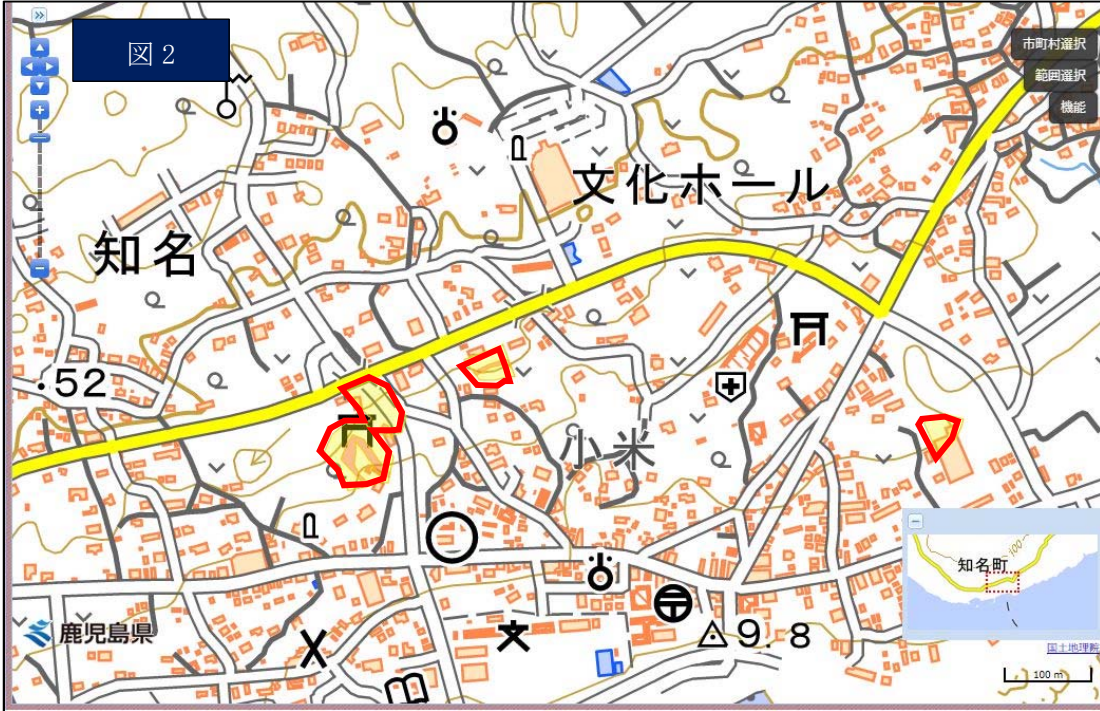 図2
市町村選択
範囲選択
機能
文化ホール
知名
・52
小米
100
知名町
鹿児島県
9.8
国土地理院
100 m